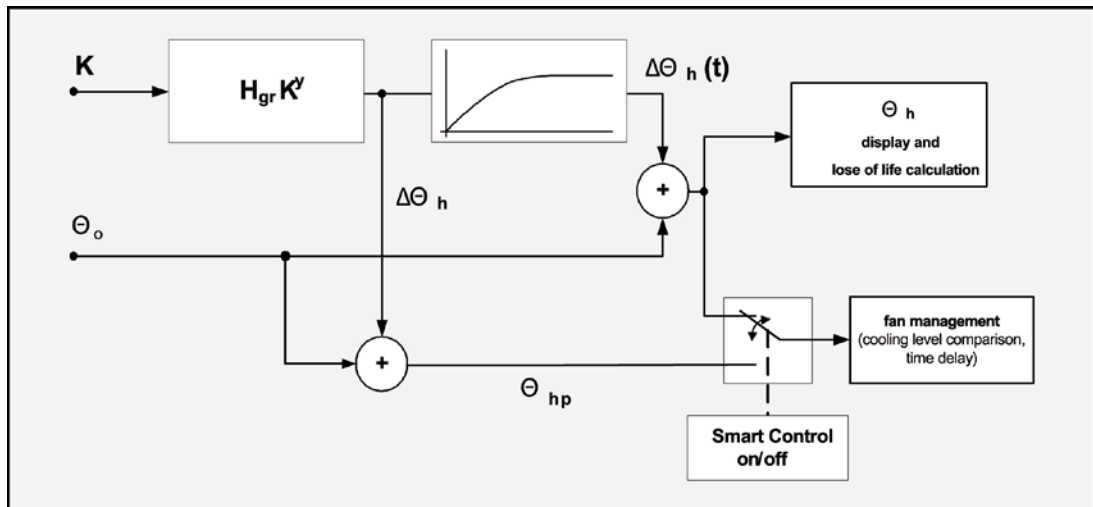 K
H_gr K^y
ΔΘ_h (t)
Θ_h
display and
lose of life calculation
ΔΘ_h
+
Θ_o
fan management
(cooling level comparison,
time delay)
+
Θ_hp
Smart Control
on/off